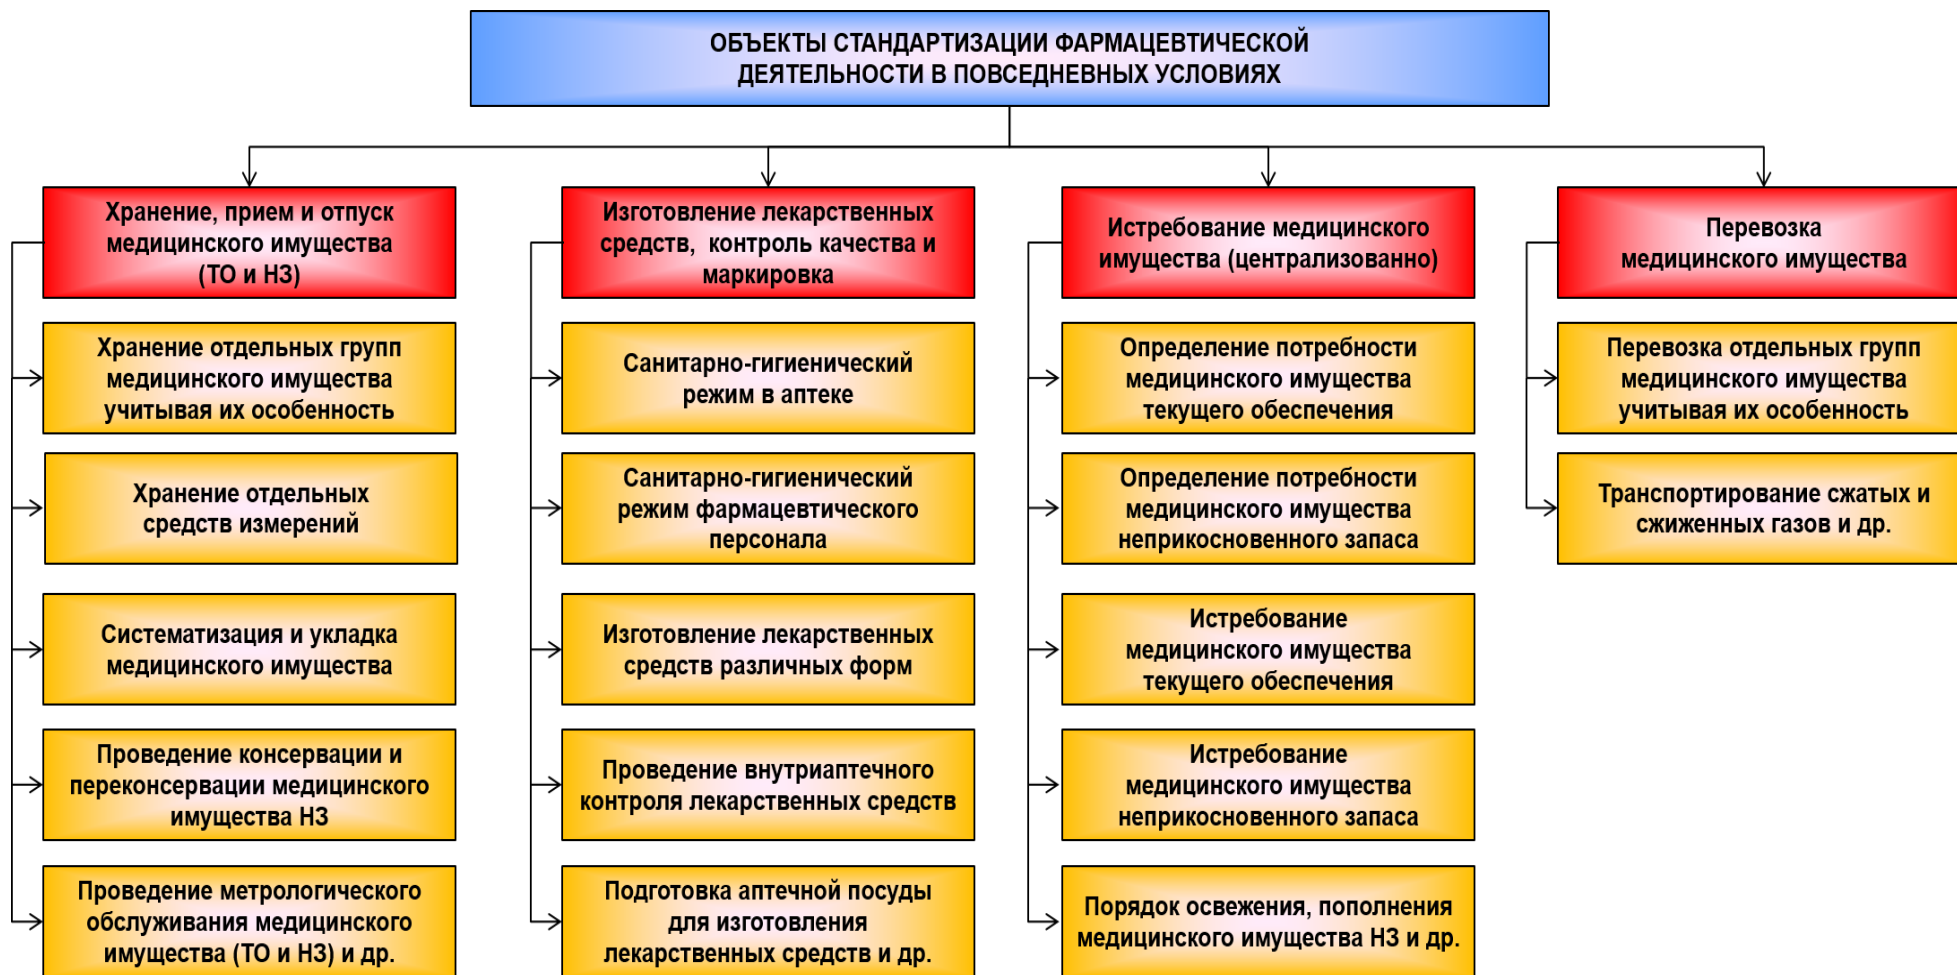 ОБЪЕКТЫ СТАНДАРТИЗАЦИИ ФАРМАЦЕВТИЧЕСКОЙ
ДЕЯТЕЛЬНОСТИ В ПОВСЕДНЕВНЫХ УСЛОВИЯХ
Хранение, прием и отпуск
медицинского имущества
(ТО и НЗ)
Хранение отдельных групп
медицинского имущества
учитывая их особенность
Хранение отдельных
средств измерений
Систематизация и укладка
медицинского имущества
Проведение консервации и
переконсервации медицинского
имущества НЗ
Проведение метрологического
обслуживания медицинского
имущества (ТО и НЗ) и др.
Изготовление лекарственных
средств, контроль качества и
маркировка
Санитарно-гигиенический
режим в аптеке
Санитарно-гигиенический
режим фармацевтического
персонала
Изготовление лекарственных
средств различных форм
Проведение внутриаптечного
контроля лекарственных средств
Подготовка аптечной посуды
для изготовления
лекарственных средств и др.
Истребование медицинского
имущества (централизованно)
Определение потребности
медицинского имущества
текущего обеспечения
Определение потребности
медицинского имущества
неприкосновенного запаса
Истребование
медицинского имущества
текущего обеспечения
Истребование
медицинского имущества
неприкосновенного запаса
Порядок освежения, пополнения
медицинского имущества НЗ и др.
Перевозка
медицинского имущества
Перевозка отдельных групп
медицинского имущества
учитывая их особенность
Транспортирование сжатых и
сжиженных газов и др.